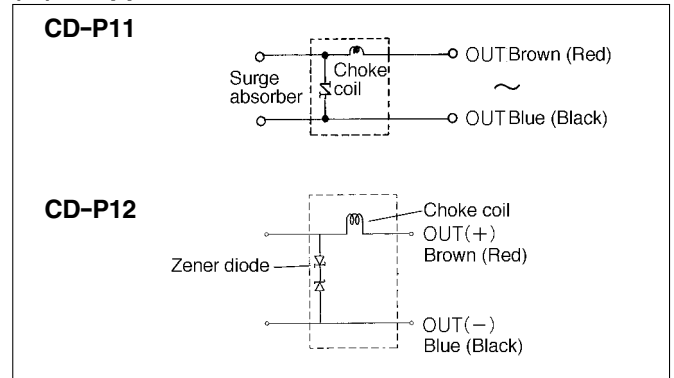 CD-P11
OUT Brown (Red)
Choke
coil
Surge
absorber
~
OUT Blue (Black)
CD-P12
Choke coil
OUT(+)
Brown (Red)
Zener diode
OUT(-)
Blue (Black)